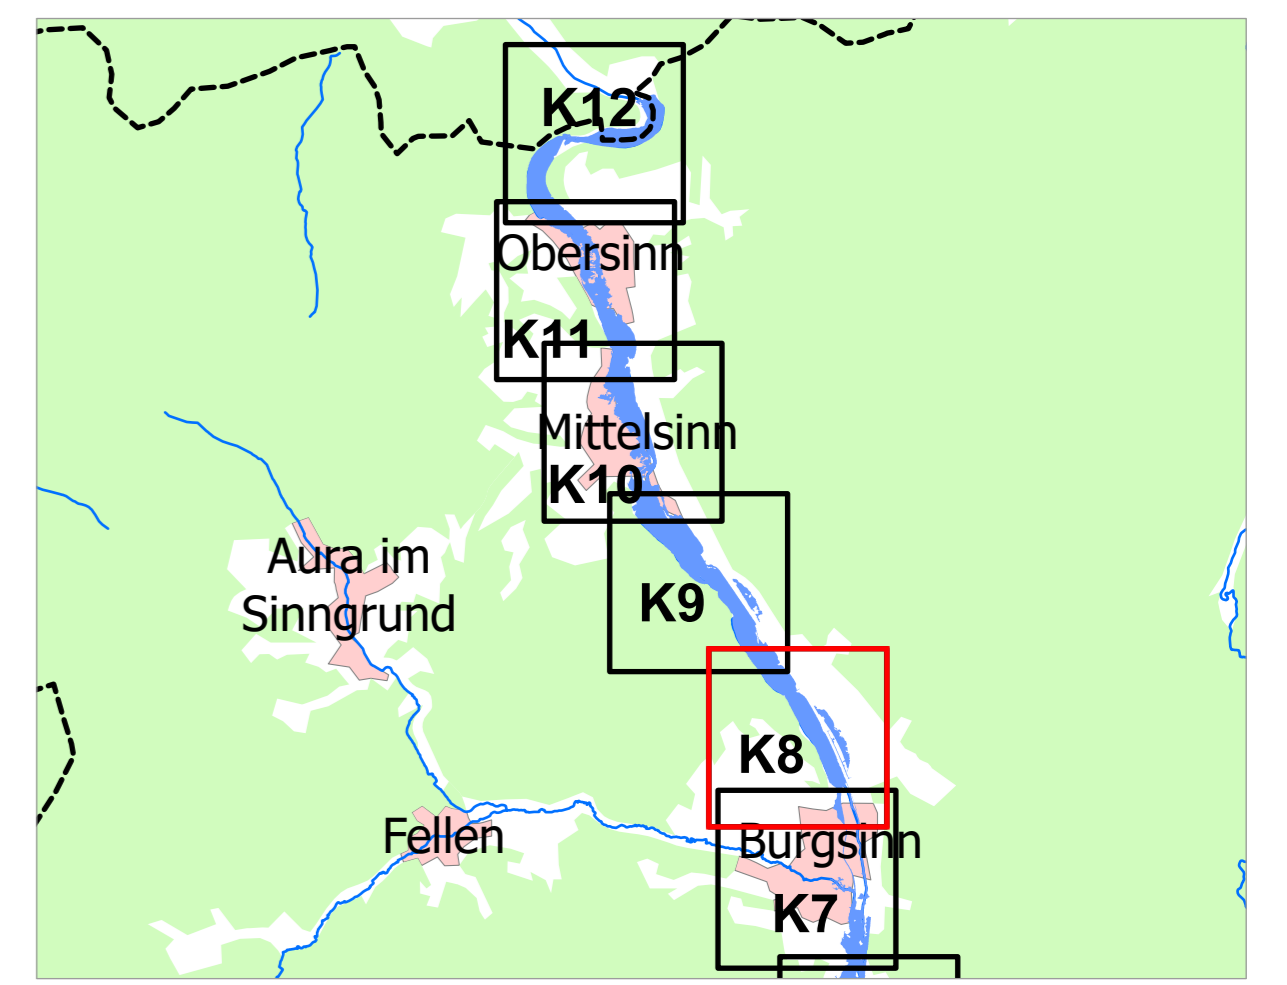 K12
Obersinn
K11
Mittelsinn
K10
Aura im
Sinngrund
K9
K8
Fellen
Burgsinn
K7